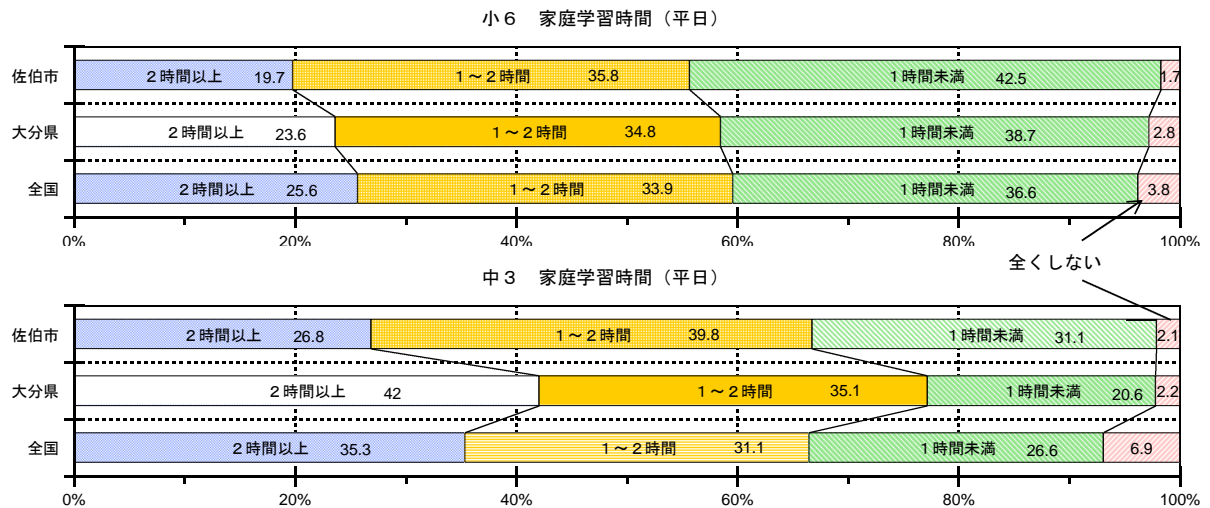 小６　家庭学習時間（平日）
佐伯市 ２時間以上 19.7 １～２時間 35.8 １時間未満 42.5 1.7
大分県 ２時間以上 23.6 １～２時間 34.8 １時間未満 38.7 2.8
全国 ２時間以上 25.6 １～２時間 33.9 １時間未満 36.6 3.8
0% 20% 40% 60% 80% 100%
全くしない
中３　家庭学習時間（平日）
佐伯市 ２時間以上 26.8 １～２時間 39.8 １時間未満 31.1 2.1
大分県 ２時間以上 42 １～２時間 35.1 １時間未満 20.6 2.2
全国 ２時間以上 35.3 １～２時間 31.1 １時間未満 26.6 6.9
0% 20% 40% 60% 80% 100%